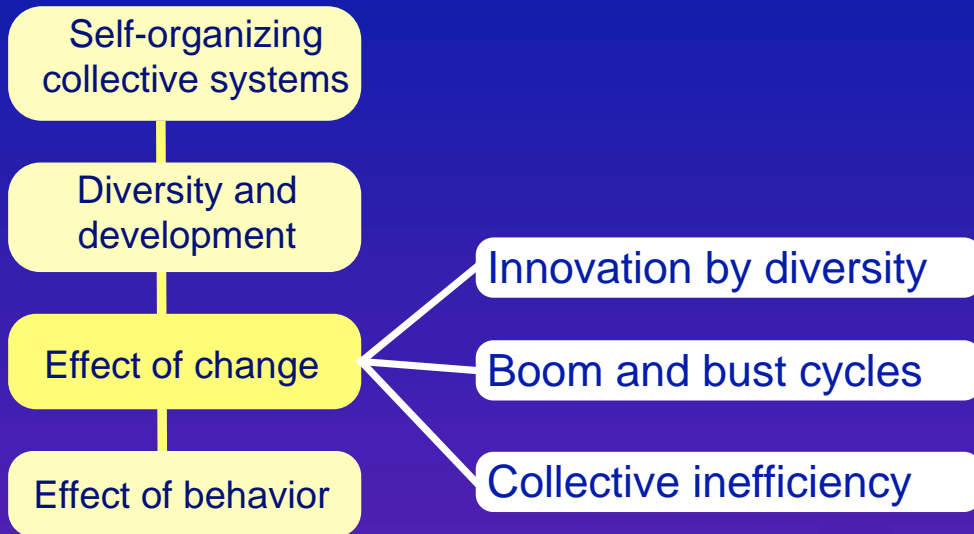 Self-organizing
collective systems
Diversity and
development
Effect of change
Effect of behavior
Innovation by diversity
Boom and bust cycles
Collective inefficiency